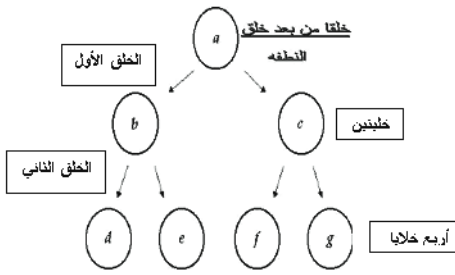 خلقا من بعد خلق
a
النطفه
الخلق الأول
b
c
خليتين
الخلق الثاني
d
e
f
g
أربع خلايا